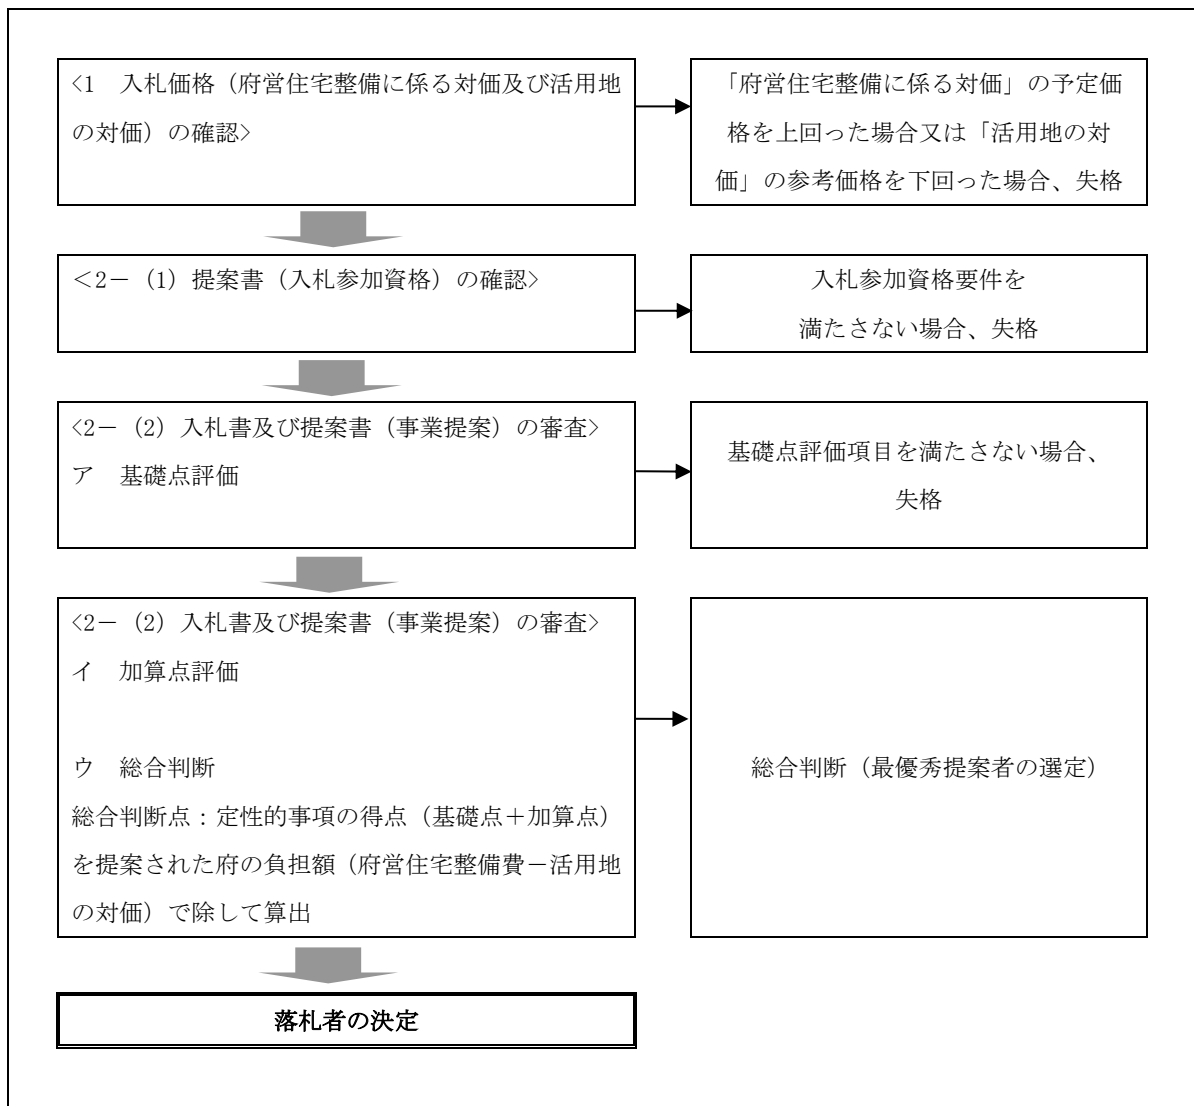 <1　入札価格（府営住宅整備に係る対価及び活用地
の対価）の確認>
「府営住宅整備に係る対価」の予定価
格を上回った場合又は「活用地の対
価」の参考価格を下回った場合、失格
＜2－（1）提案書（入札参加資格）の確認>
入札参加資格要件を
満たさない場合、失格
<2－（2）入札書及び提案書（事業提案）の審査>
ア　基礎点評価
基礎点評価項目を満たさない場合、
失格
<2－（2）入札書及び提案書（事業提案）の審査>
イ　加算点評価
ウ　総合判断
総合判断点：定性的事項の得点（基礎点＋加算点）
を提案された府の負担額（府営住宅整備費－活用地
の対価）で除して算出
総合判断（最優秀提案者の選定）
落札者の決定